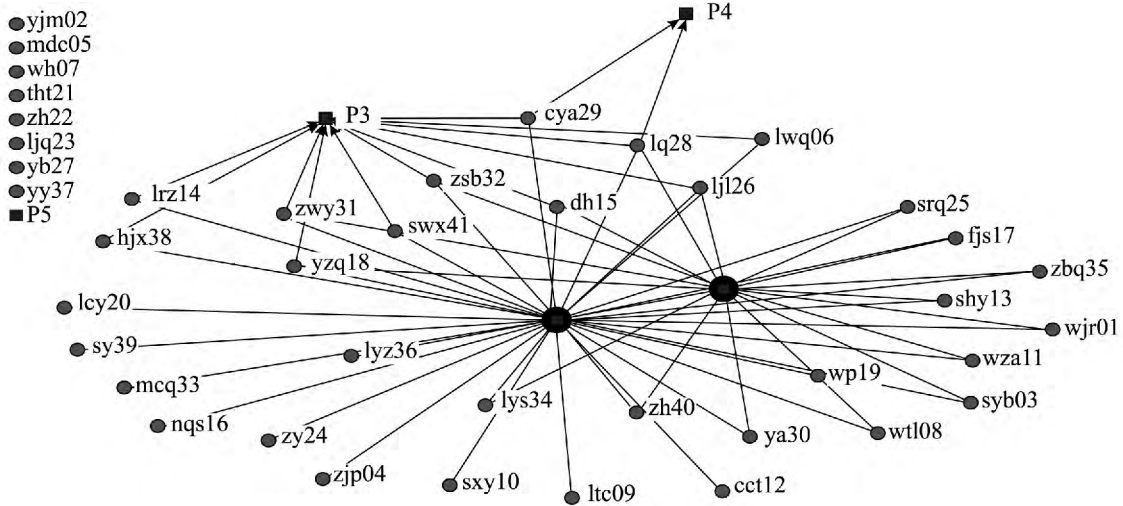 yjm02
mdc05
wh07
tht21
zh22
ljq23
yb27
yy37
P5
P4
P3
cya29
lq28
lwq06
zsb32
ljl26
lrz14
zwy31
dh15
srq25
swx41
hjx38
fjs17
yzq18
zbq35
lcy20
shy13
wjr01
sy39
lyz36
wza11
wp19
mcq33
lys34
zh40
syb03
nqs16
zy24
ya30
wtl08
zjp04
sxy10
ltc09
cct12